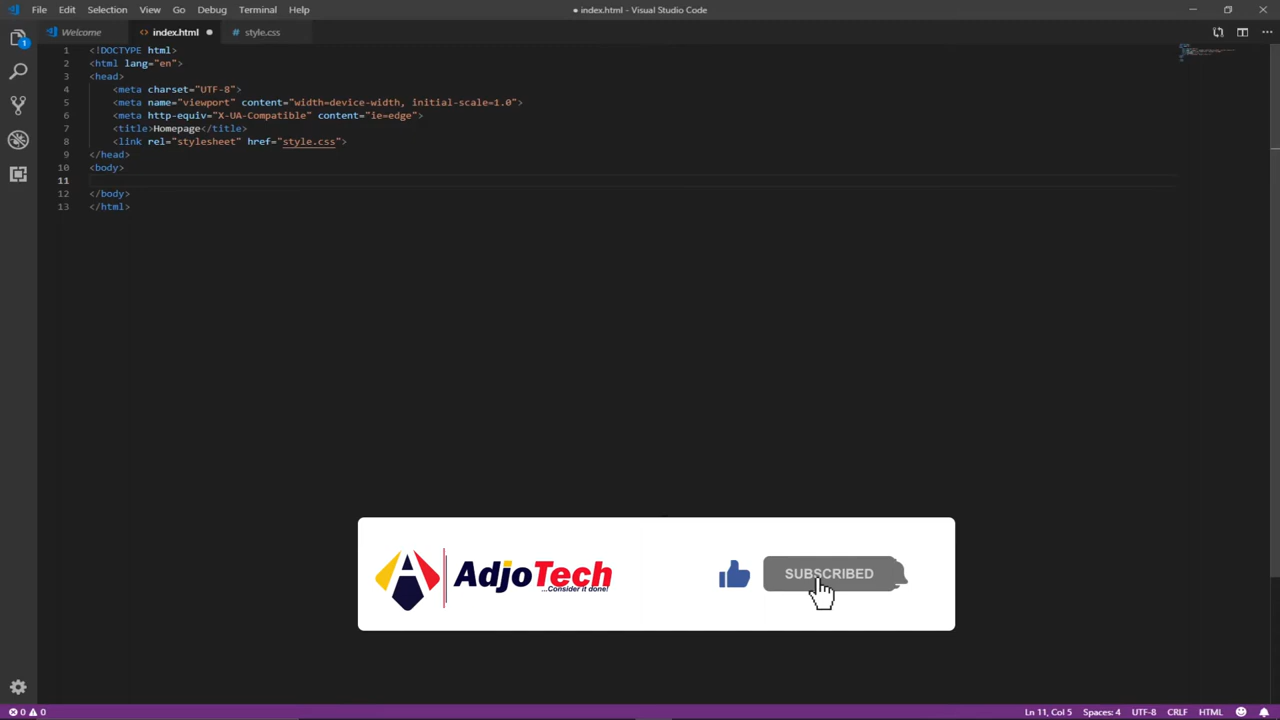 File Edit Selection View Go Debug Terminal Help
● index.html - Visual Studio Code
1
Welcome
<> index.html ●
# style.css
1 <!DOCTYPE html>
2 <html lang="en">
3 <head>
4 <meta charset="UTF-8">
5 <meta name="viewport" content="width=device-width, initial-scale=1.0">
6 <meta http-equiv="X-UA-Compatible" content="ie=edge">
7 <title>Homepage</title>
8 <link rel="stylesheet" href="style.css">
9 </head>
10 <body>
11
12 </body>
13 </html>
AdjoTech
...Consider it done!
SUBSCRIBED
0 0
Ln 11, Col 5 Spaces: 4 UTF-8 CRLF HTML